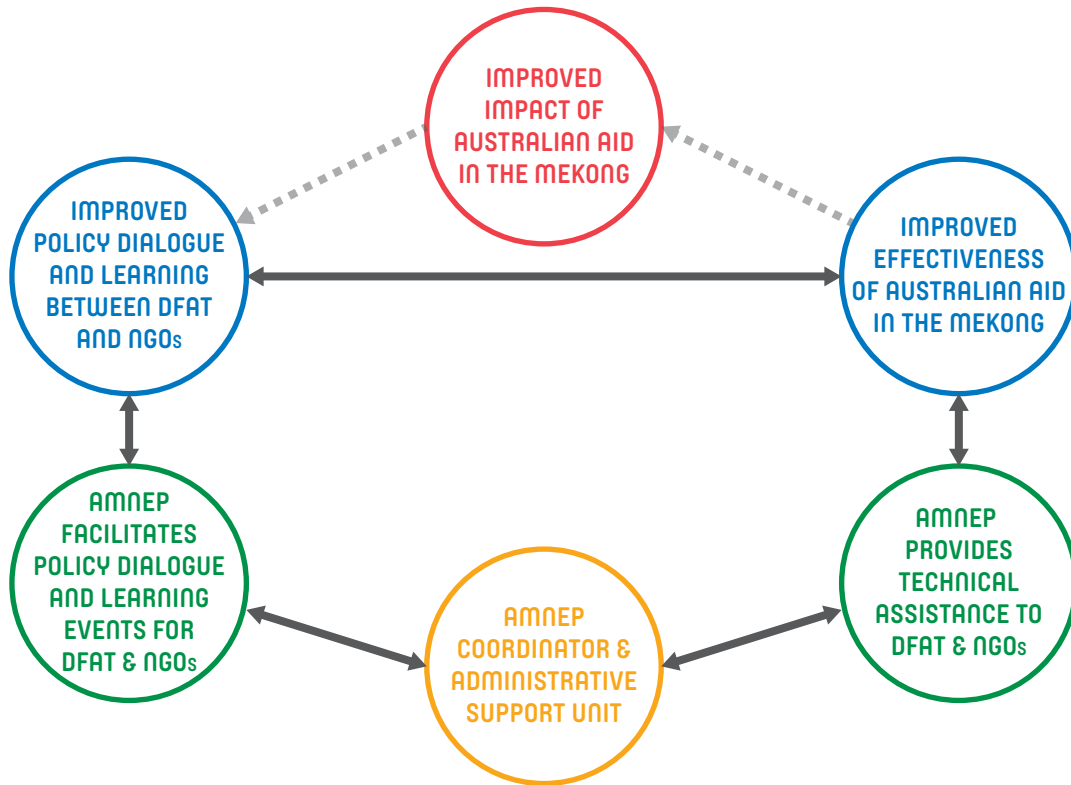 IMPROVED
IMPACT OF
AUSTRALIAN AID
IN THE MEKONG
IMPROVED
POLICY DIALOGUE
AND LEARNING
BETWEEN DFAT
AND NGOs
IMPROVED
EFFECTIVENESS
OF AUSTRALIAN AID
IN THE MEKONG
AMNEP
FACILITATES
POLICY DIALOGUE
AND LEARNING
EVENTS FOR
DFAT & NGOs
AMNEP
COORDINATOR &
ADMINISTRATIVE
SUPPORT UNIT
AMNEP
PROVIDES
TECHNICAL
ASSISTANCE TO
DFAT & NGOs